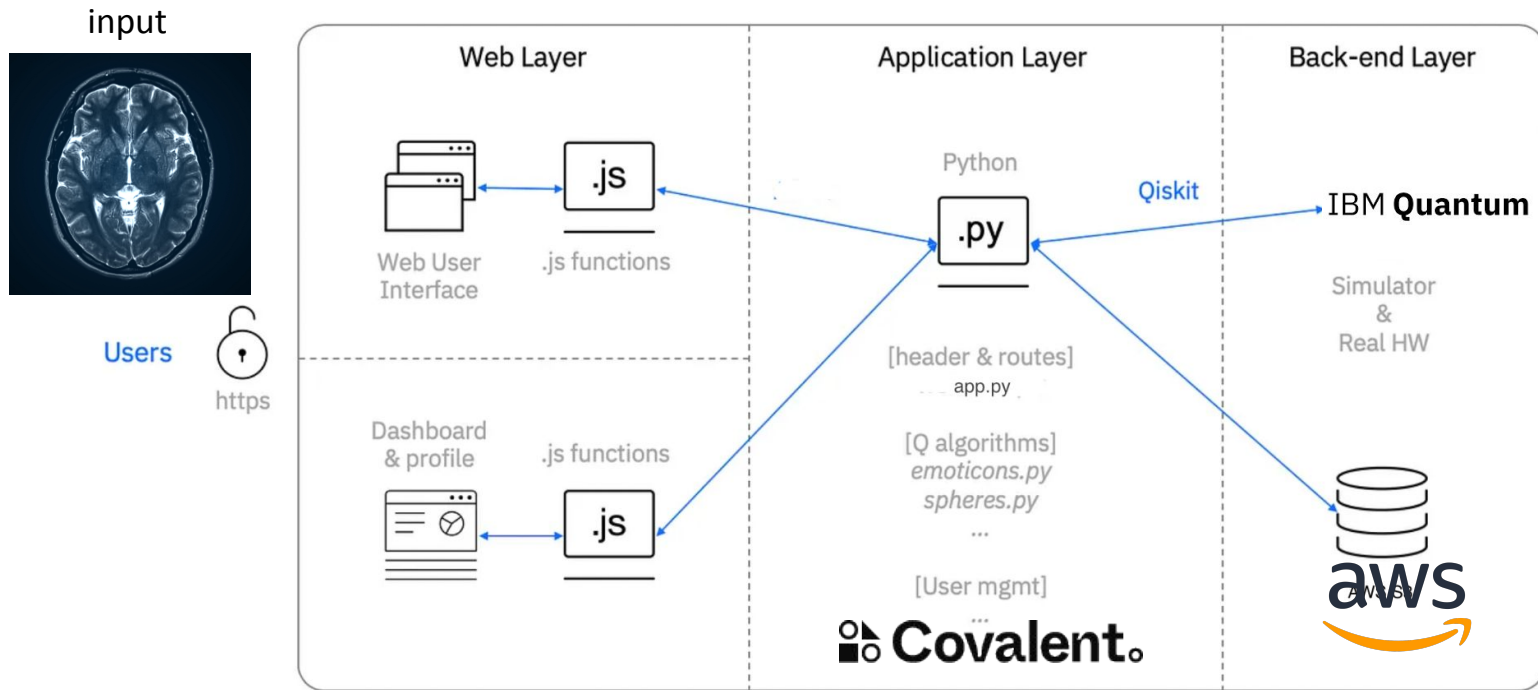 input
Users
https
Web Layer
.js
Web User
Interface
.js functions
Dashboard
& profile
.js functions
.js
Application Layer
Python
.py
[header & routes]
app.py
[Q algorithms]
emoticons.py
spheres.py
...
[User mgmt]
...
Covalent.
Back-end Layer
Qiskit
IBM Quantum
Simulator
&
Real HW
aws
AWS S3